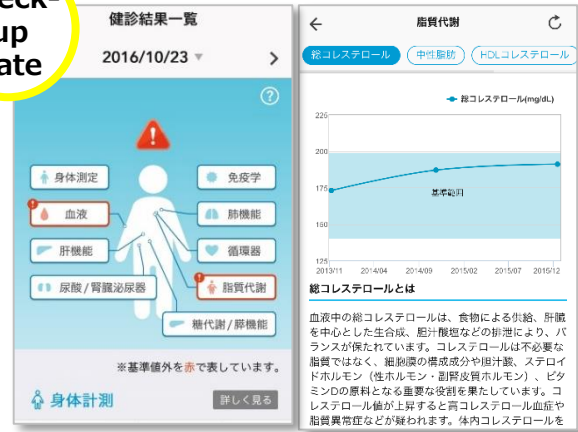 eck-
up
ate
健診結果一覧
2016/10/23 ▼ >
?
!
身体測定
免疫学
血液
肺機能
肝機能
循環器
尿酸/腎臓泌尿器
脂質代謝
糖代謝/膵機能
※基準値外を赤で表しています。
身体計測
詳しく見る
脂質代謝
総コレステロール
中性脂肪
HDLコレステロール
総コレステロール(mg/dL)
225
200
175
150
125
基準範囲
2013/11 2014/04 2014/09 2015/02 2015/07 2015/12
総コレステロールとは
血液中の総コレステロールは、食物による供給、肝臓
を中心とした生合成、胆汁酸塩などの排泄により、バ
ランスが保たれています。コレステロールは不必要な
脂質ではなく、細胞膜の構成成分や胆汁酸、ステロイ
ドホルモン（性ホルモン・副腎皮質ホルモン）、ビタ
ミンDの原料となる重要な役割を果たしています。コ
レステロール値が上昇すると高コレステロール血症や
脂質異常症などが疑われます。体内コレステロールを